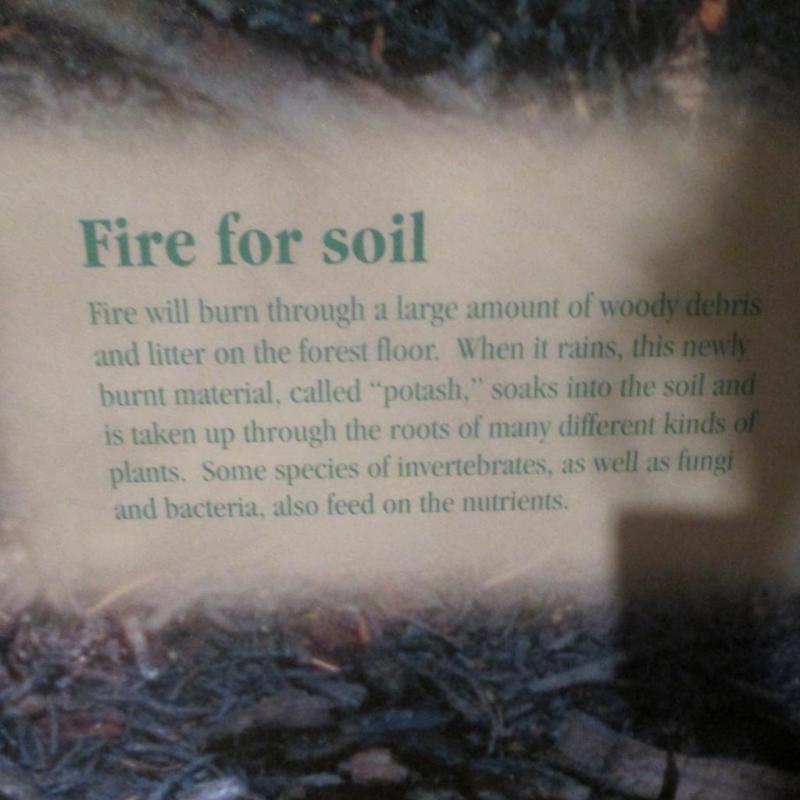 Fire for soil
Fire will burn through a large amount of woody debris
and litter on the forest floor.  When it rains, this newly
burnt material, called “potash,” soaks into the soil and
is taken up through the roots of many different kinds of
plants.  Some species of invertebrates, as well as fungi
and bacteria, also feed on the nutrients.